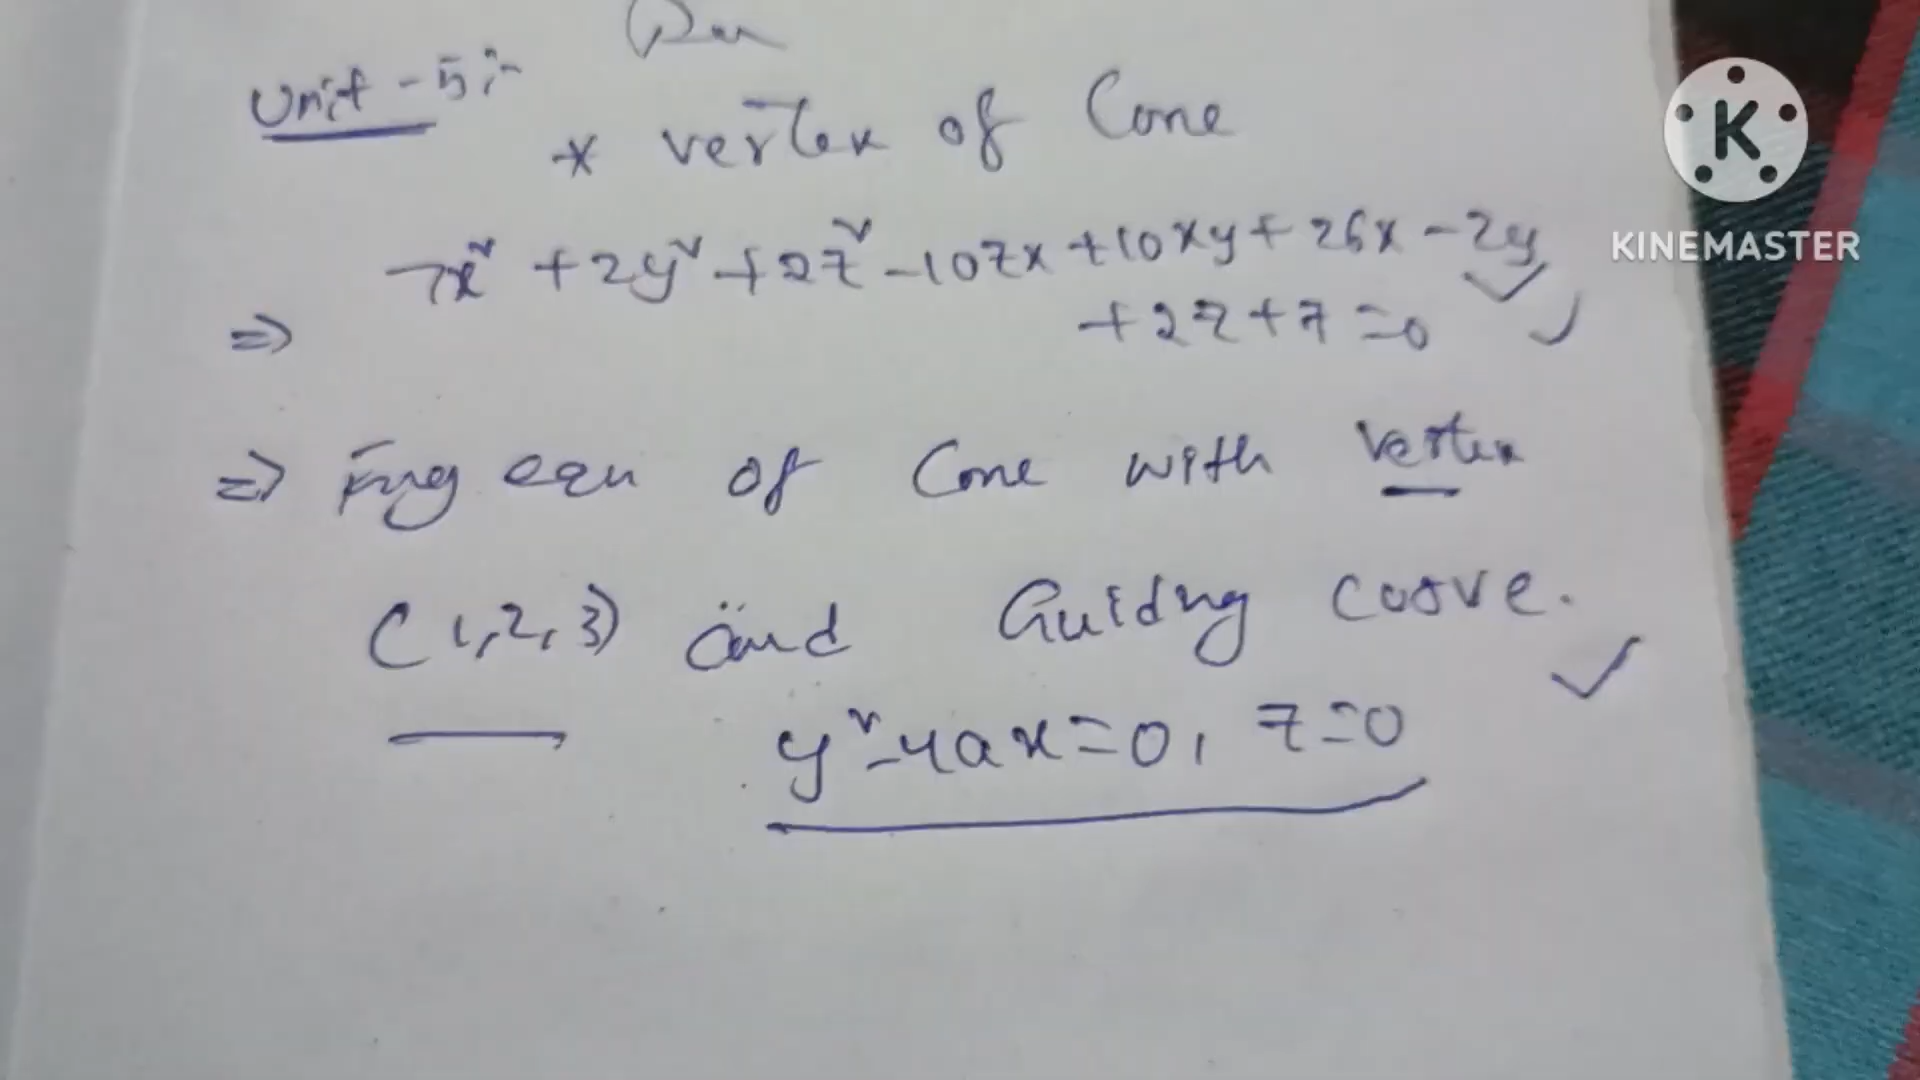 Unit - 5 :-
* vertex of Cone
⇒ 7x² + 2y² + 2z² - 10zx + 10xy + 26x - 2y
+ 2z + 7 = 0
⇒ eqn of Cone with vertex
(1, 2, 3) and Guiding curve.
y² - 4ax = 0, z = 0
K
KINEMASTER